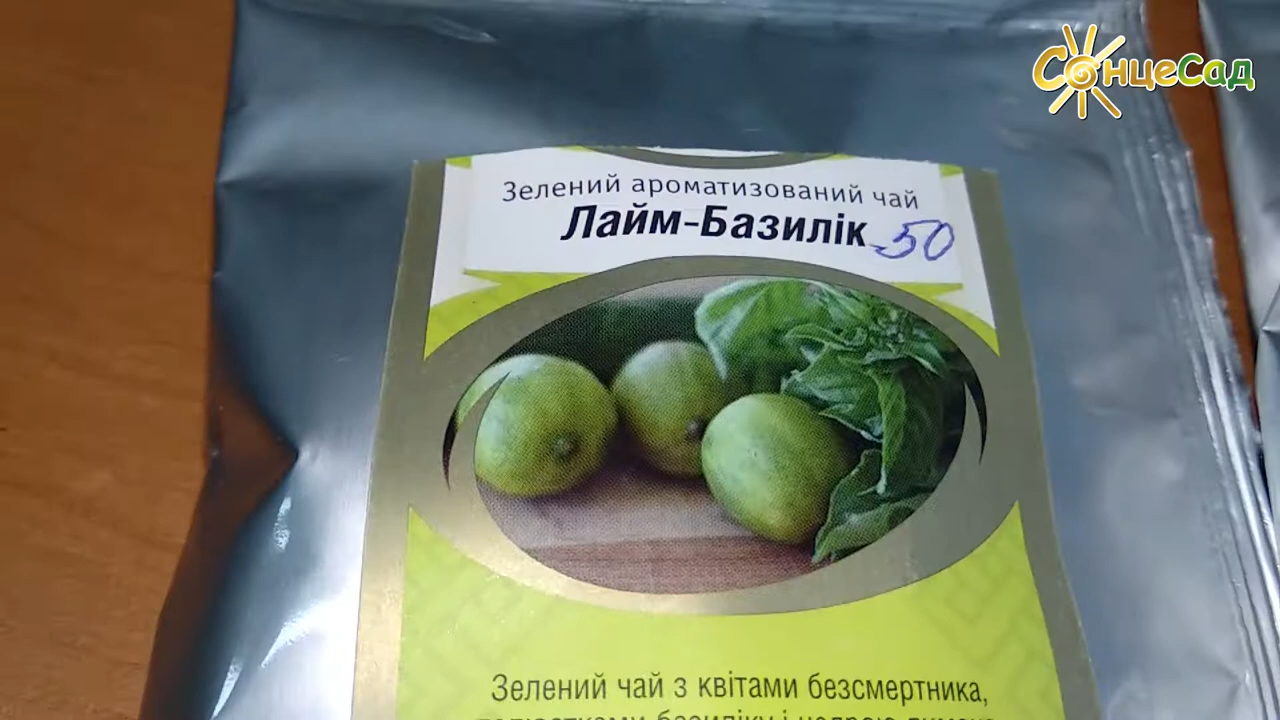 СонцеСад
Зелений ароматизований чай
Лайм-Базилік 50
Зелений чай з квітами безсмертника,